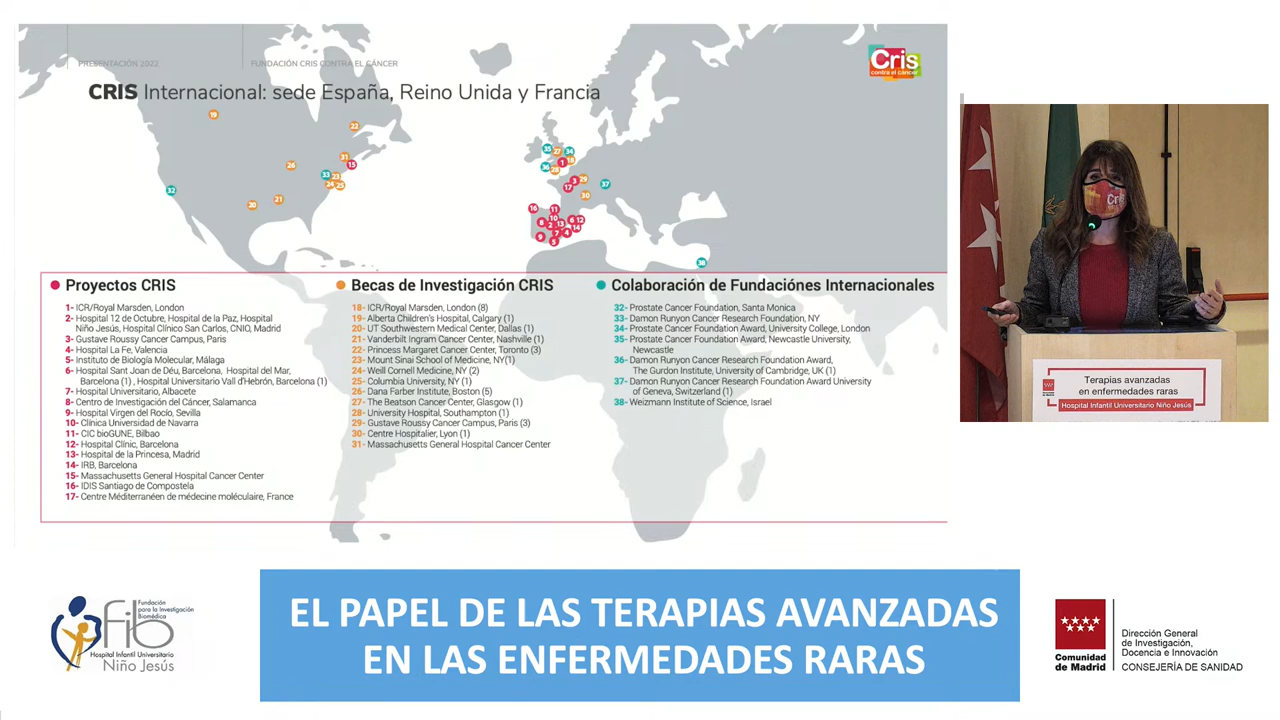 PRESENTACIÓN 2022
FUNDACIÓN CRIS CONTRA EL CÁNCER
Cris
contra el cáncer
CRIS Internacional: sede España, Reino Unido y Francia
Proyectos CRIS
1- ICR/Royal Marsden, London
2- Hospital 12 de Octubre, Hospital de la Paz, Hospital
Niño Jesús, Hospital Clínico San Carlos, CNIO, Madrid
3- Gustave Roussy Cancer Campus, Paris
4- Hospital La Fe, Valencia
5- Instituto de Biología Molecular, Málaga
6- Hospital Sant Joan de Déu, Barcelona, Hospital del Mar,
Barcelona (1) , Hospital Universitario Vall d'Hebrón, Barcelona (1)
7- Hospital Universitario, Albacete
8- Centro de Investigación del Cáncer, Salamanca
9- Hospital Virgen del Rocío, Sevilla
10- Clínica Universidad de Navarra
11- CIC bioGUNE, Bilbao
12- Hospital Clínic, Barcelona
13- Hospital de la Princesa, Madrid
14- IRB, Barcelona
15- Massachusetts General Hospital Cancer Center
16- IDIS Santiago de Compostela
17- Centre Méditerranéen de médecine moléculaire, France
Becas de Investigación CRIS
18- ICR/Royal Marsden, London (8)
19- Alberta Children's Hospital, Calgary (1)
20- UT Southwestern Medical Center, Dallas (1)
21- Vanderbilt Ingram Cancer Center, Nashville (1)
22- Princess Margaret Cancer Center, Toronto (3)
23- Mount Sinai School of Medicine, NY(1)
24- Weill Cornell Medicine, NY (2)
25- Columbia University, NY (1)
26- Dana Farber Institute, Boston (5)
27- The Beatson Cancer Center, Glasgow (1)
28- University Hospital, Southampton (1)
29- Gustave Roussy Cancer Campus, Paris (3)
30- Centre Hospitalier, Lyon (1)
31- Massachusetts General Hospital Cancer Center
Colaboración de Fundaciónes Internacionales
32- Prostate Cancer Foundation, Santa Monica
33- Damon Runyon Cancer Research Foundation, NY
34- Prostate Cancer Foundation Award, University College, London
35- Prostate Cancer Foundation Award, Newcastle University,
Newcastle
36- Damon Runyon Cancer Research Foundation Award,
The Gurdon Institute, University of Cambridge, UK (1)
37- Damon Runyon Cancer Research Foundation Award University
of Geneva, Switzerland (1)
38- Weizmann Institute of Science, Israel
Cris
Terapias avanzadas
en enfermedades raras
Hospital Infantil Universitario Niño Jesús
fib
Fundación
para la Investigación
Biomédica
Hospital Infantil Universitario
Niño Jesús
EL PAPEL DE LAS TERAPIAS AVANZADAS
EN LAS ENFERMEDADES RARAS
Comunidad
de Madrid
Dirección General
de Investigación,
Docencia e Innovación
CONSEJERÍA DE SANIDAD